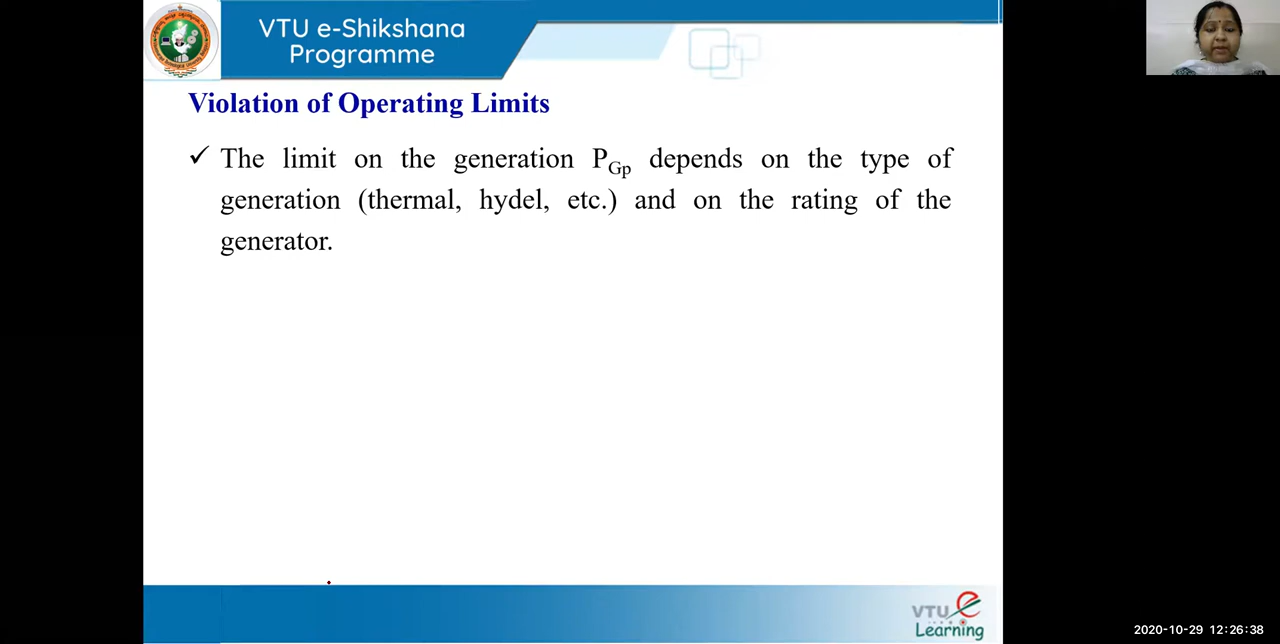 VTU e-Shikshana
Programme
Violation of Operating Limits
✓ The limit on the generation P_Gp depends on the type of
generation (thermal, hydel, etc.) and on the rating of the
generator.
VTU e
Learning
2020-10-29 12:26:38